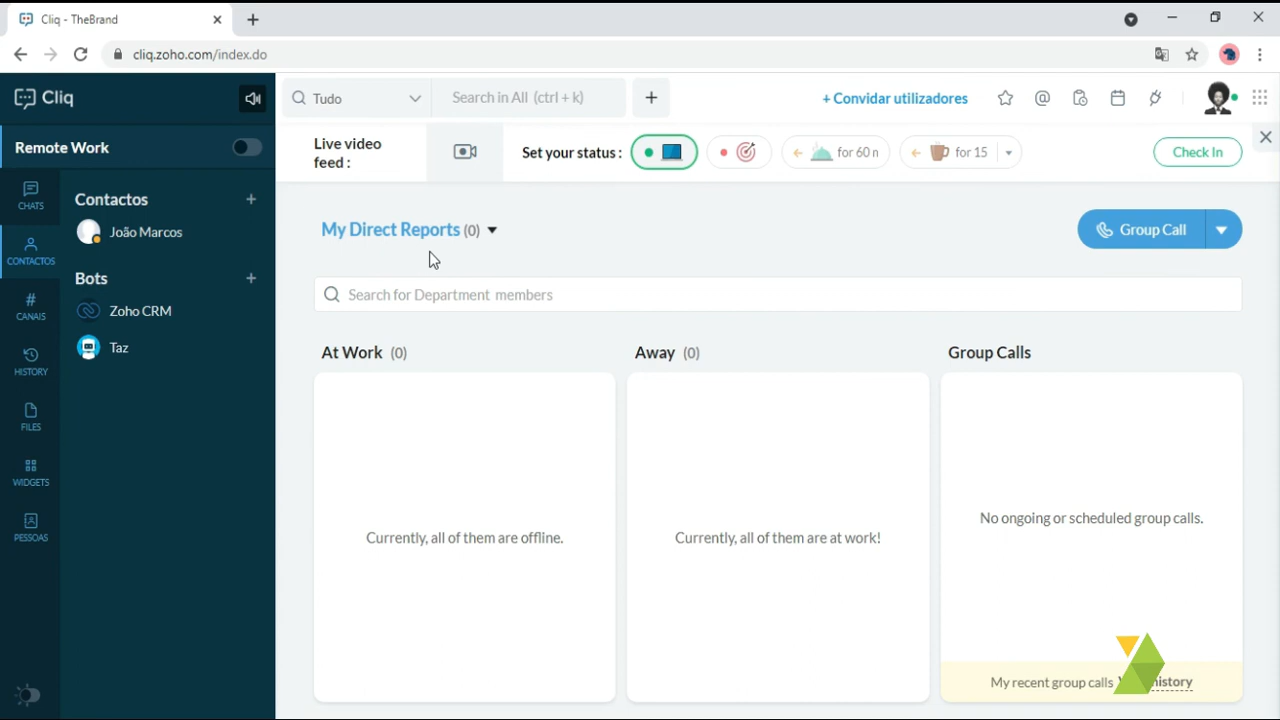 Cliq - TheBrand
cliq.zoho.com/index.do
Cliq
Tudo
Search in All (ctrl + k)
+ Convidar utilizadores
Remote Work
Live video
feed :
Set your status :
for 60 n
for 15
Check In
CHATS
CONTACTOS
CANAIS
HISTORY
FILES
WIDGETS
PESSOAS
Contactos
João Marcos
Bots
Zoho CRM
Taz
My Direct Reports (0)
Group Call
Search for Department members
At Work (0)
Away (0)
Group Calls
Currently, all of them are offline.
Currently, all of them are at work!
No ongoing or scheduled group calls.
My recent group calls